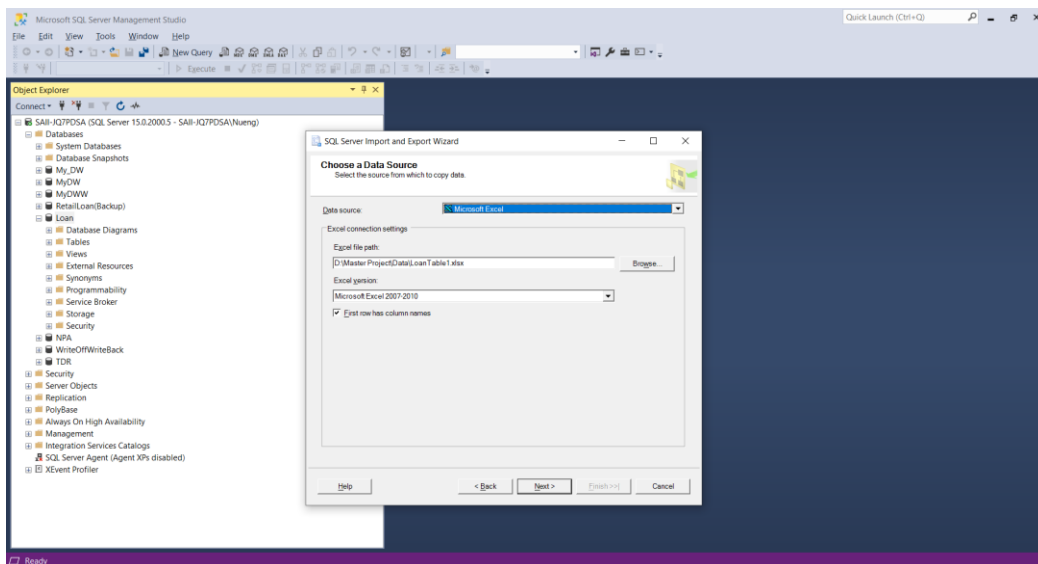 Microsoft SQL Server Management Studio
Quick Launch (Ctrl+Q)
File Edit View Tools Window Help
New Query
Execute
Object Explorer
Connect
SAII-JQ7PDSA (SQL Server 15.0.2000.5 - SAII-JQ7PDSA\Nueng)
Databases
System Databases
Database Snapshots
My_DW
MyDW
MyDWW
RetailLoan(Backup)
Loan
Database Diagrams
Tables
Views
External Resources
Synonyms
Programmability
Service Broker
Storage
Security
NPA
WriteOffWriteBack
TDR
Security
Server Objects
Replication
PolyBase
Always On High Availability
Management
Integration Services Catalogs
SQL Server Agent (Agent XPs disabled)
XEvent Profiler
SQL Server Import and Export Wizard
Choose a Data Source
Select the source from which to copy data.
Data source: Microsoft Excel
Excel connection settings
Excel file path:
D:\Master Project\Data\LoanTable1.xlsx Browse...
Excel version:
Microsoft Excel 2007-2010
First row has column names
Help < Back Next > Finish >>| Cancel
Ready